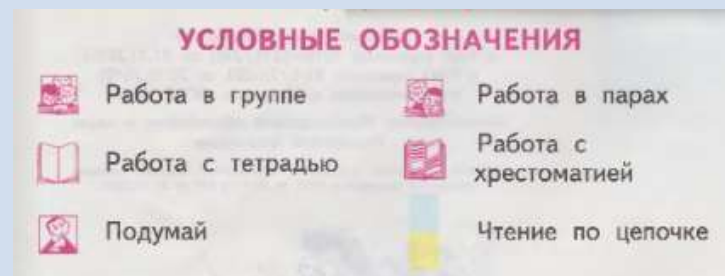 УСЛОВНЫЕ ОБОЗНАЧЕНИЯ
Работа в группе
Работа в парах
Работа с тетрадью
Работа с
хрестоматией
Подумай
Чтение по цепочке